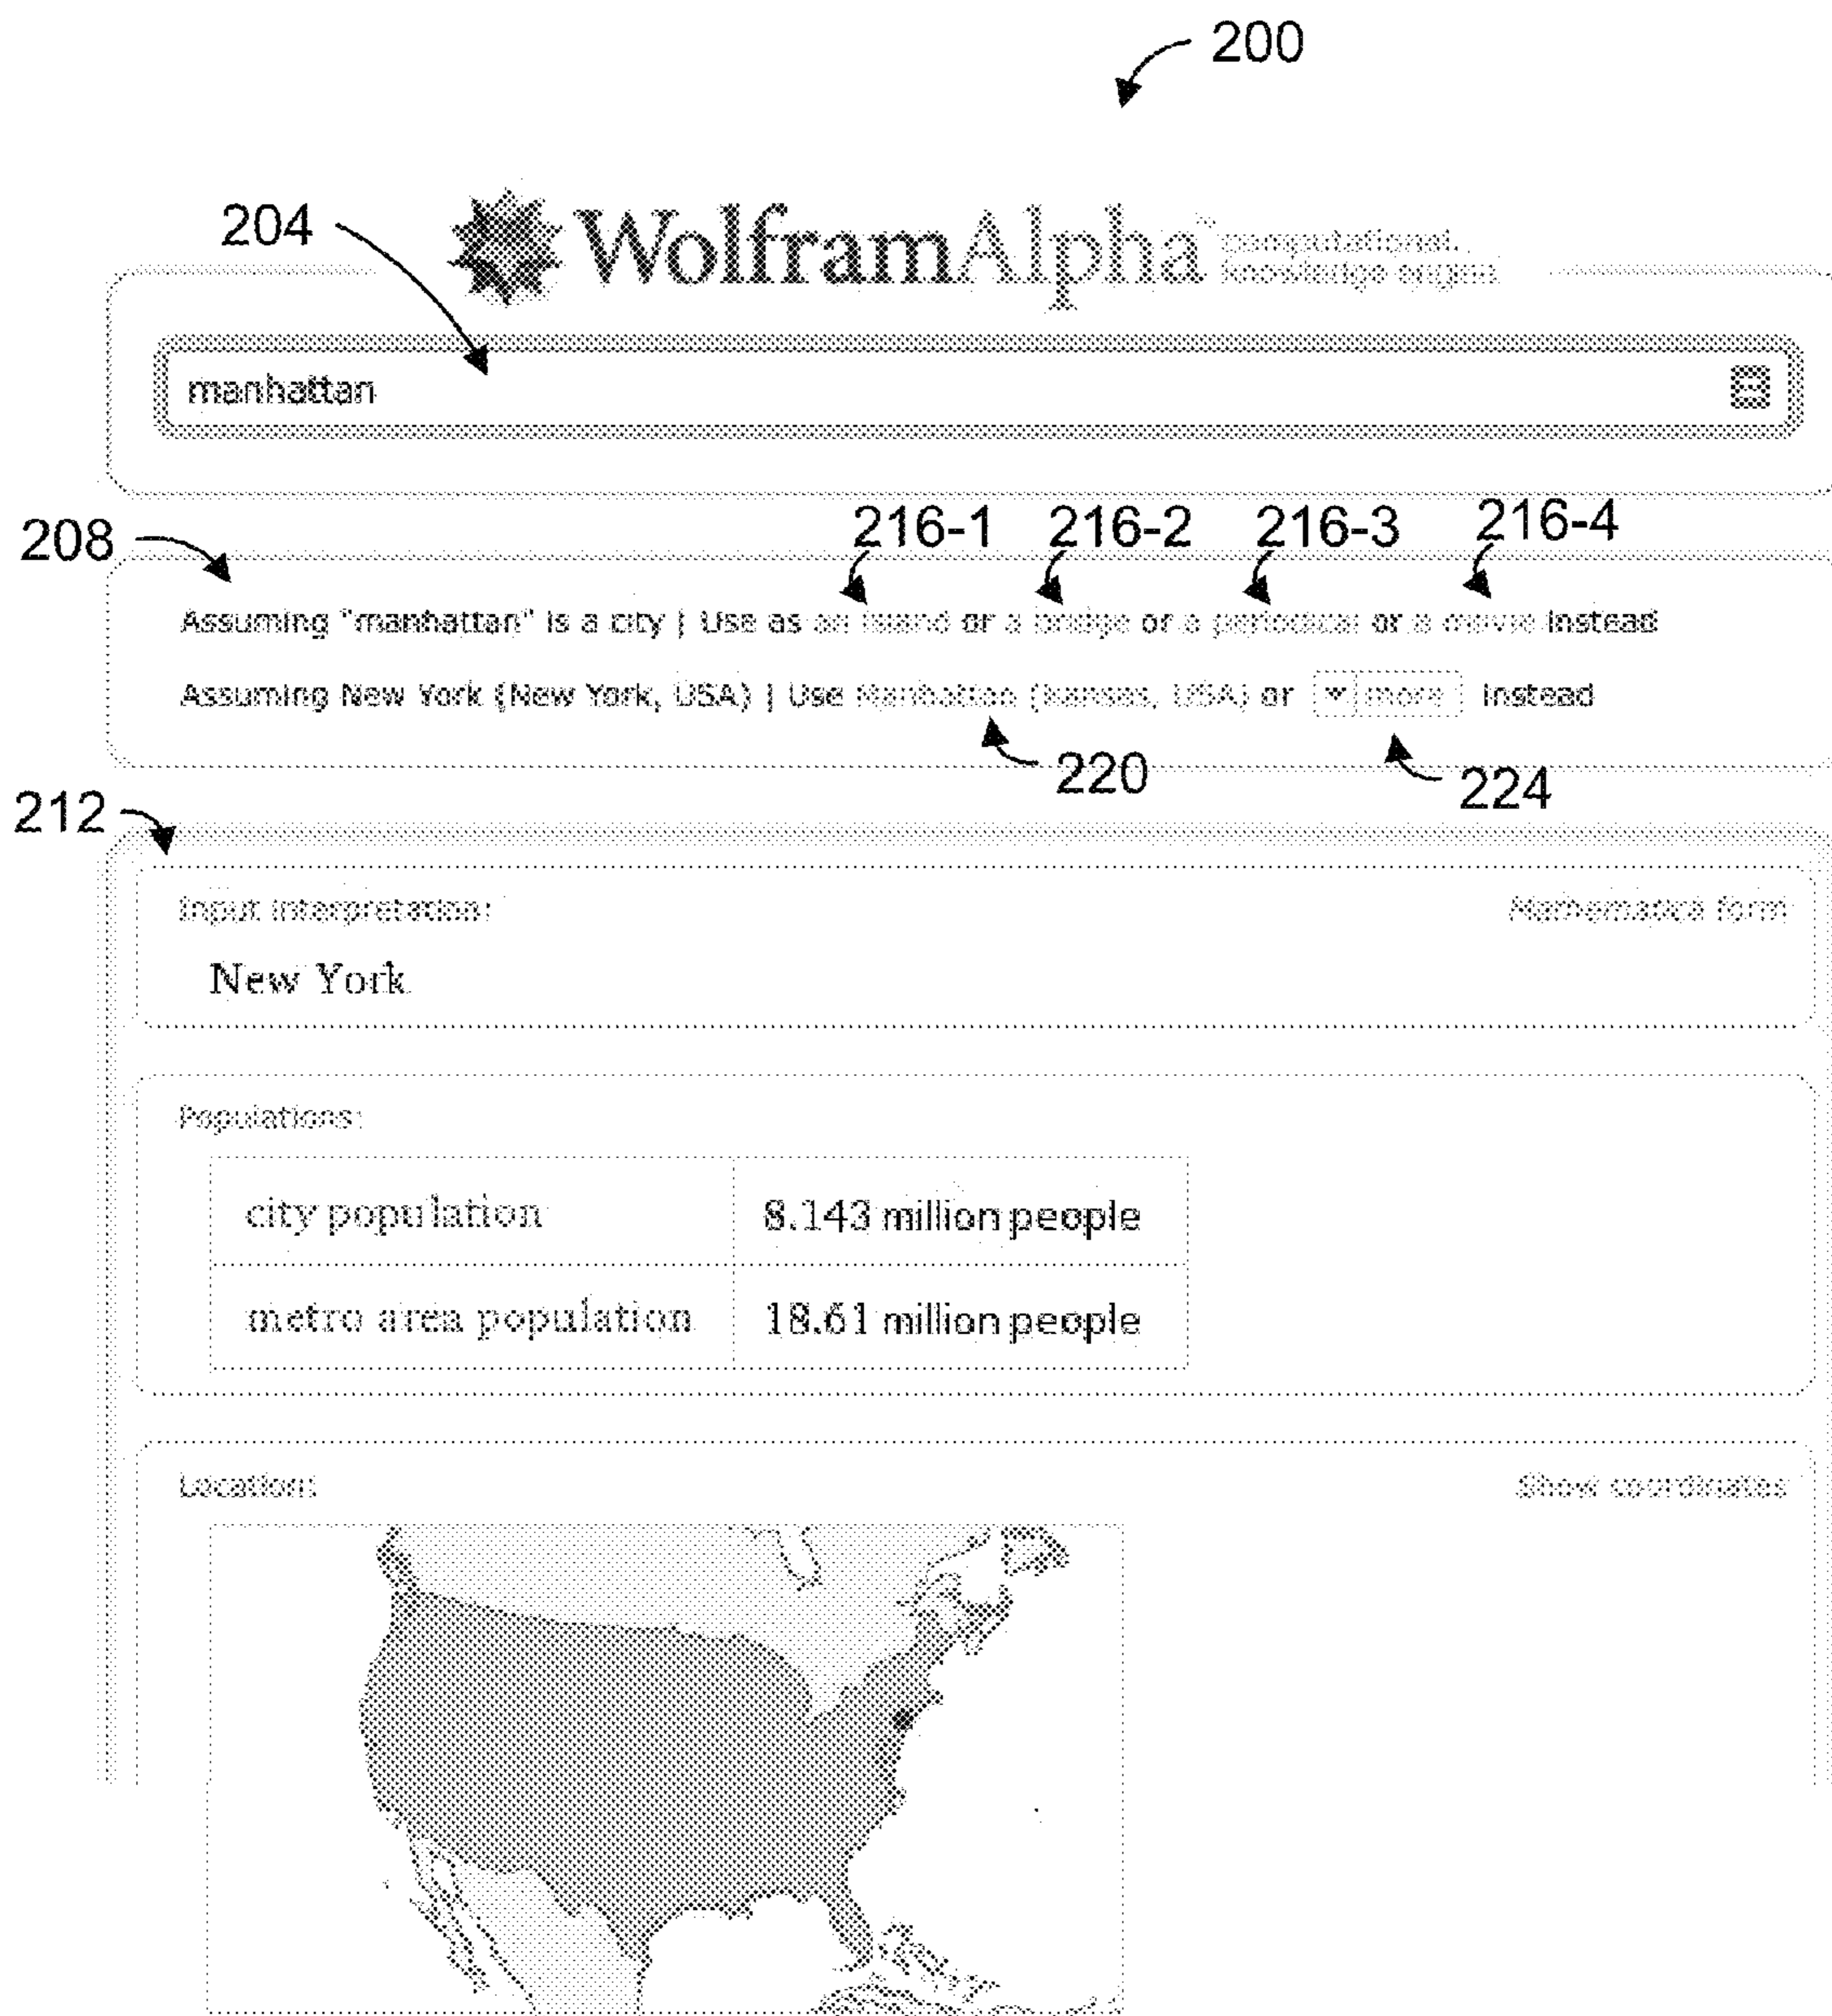 200
204
WolframAlpha™ computational
knowledge engine
manhattan
208
216-1 216-2 216-3 216-4
Assuming "manhattan" is a city | Use as an island or a bridge or a periodical or a movie instead
Assuming New York (New York, USA) | Use Manhattan (Kansas, USA) or more instead
220
224
212
Input interpretation:
Mathematica form
New York
Populations:
city population 8.143 million people
metro area population 18.61 million people
Location:
Show coordinates